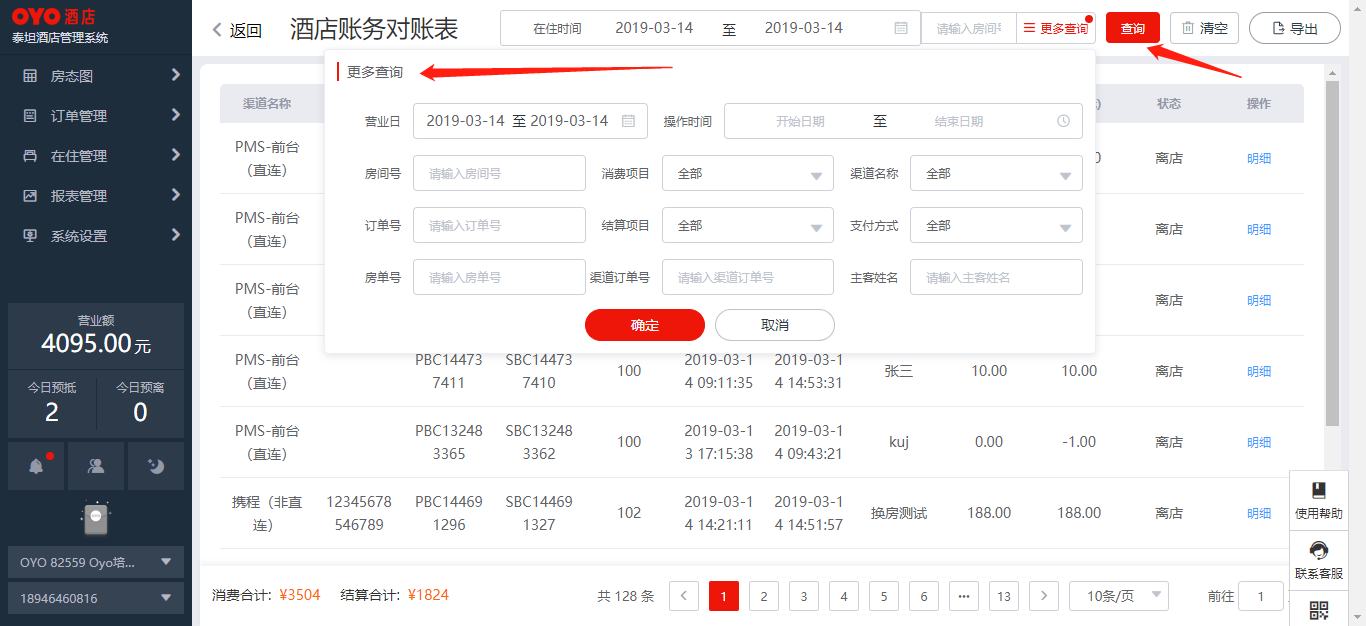 OYO 酒店
泰坦酒店管理系统
房态图
订单管理
在住管理
报表管理
系统设置
营业额
4095.00元
今日预抵
今日预离
2
0
OYO 82559 Oyo培...
18946460816
返回
酒店账务对账表
在住时间 2019-03-14 至 2019-03-14
请输入房间号
更多查询
查询
清空
导出
更多查询
营业日 2019-03-14 至 2019-03-14 操作时间 开始日期 至 结束日期
房间号 请输入房间号 消费项目 全部 渠道名称 全部
订单号 请输入订单号 结算项目 全部 支付方式 全部
房单号 请输入房单号 渠道订单号 请输入渠道订单号 主客姓名 请输入主客姓名
确定 取消
渠道名称 状态 操作
PMS-前台（直连） 离店 明细
PMS-前台（直连） 离店 明细
PMS-前台（直连） 离店 明细
PMS-前台（直连） PBC144737411 SBC144737410 100 2019-03-14 09:11:35 2019-03-14 14:53:31 张三 10.00 10.00 离店 明细
PMS-前台（直连） PBC132483365 SBC132483362 100 2019-03-13 17:15:38 2019-03-14 09:43:21 kuj 0.00 -1.00 离店 明细
携程（非直连） 12345678546789 PBC144691296 SBC144691327 102 2019-03-14 14:21:11 2019-03-14 14:51:57 换房测试 188.00 188.00 离店 明细
消费合计: ¥3504 结算合计: ¥1824
共 128 条 1 2 3 4 5 6 ··· 13 10条/页 前往 1
使用帮助
联系客服